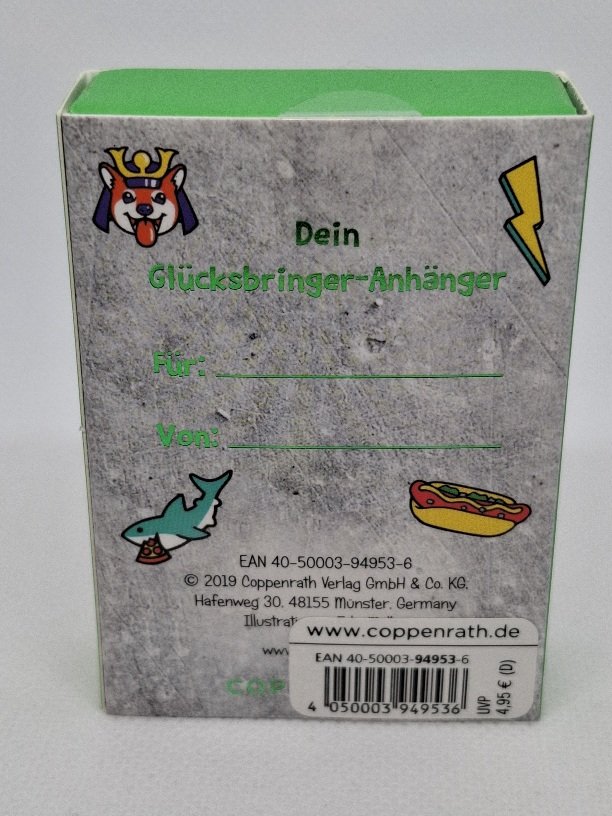 Dein
Glücksbringer-Anhänger
Für:
Von:
EAN 40-50003-94953-6
© 2019 Coppenrath Verlag GmbH & Co. KG,
Hafenweg 30, 48155 Münster, Germany
www.coppenrath.de
EAN 40-50003-94953-6
4 050003 949536
UVP
4,95 € (D)